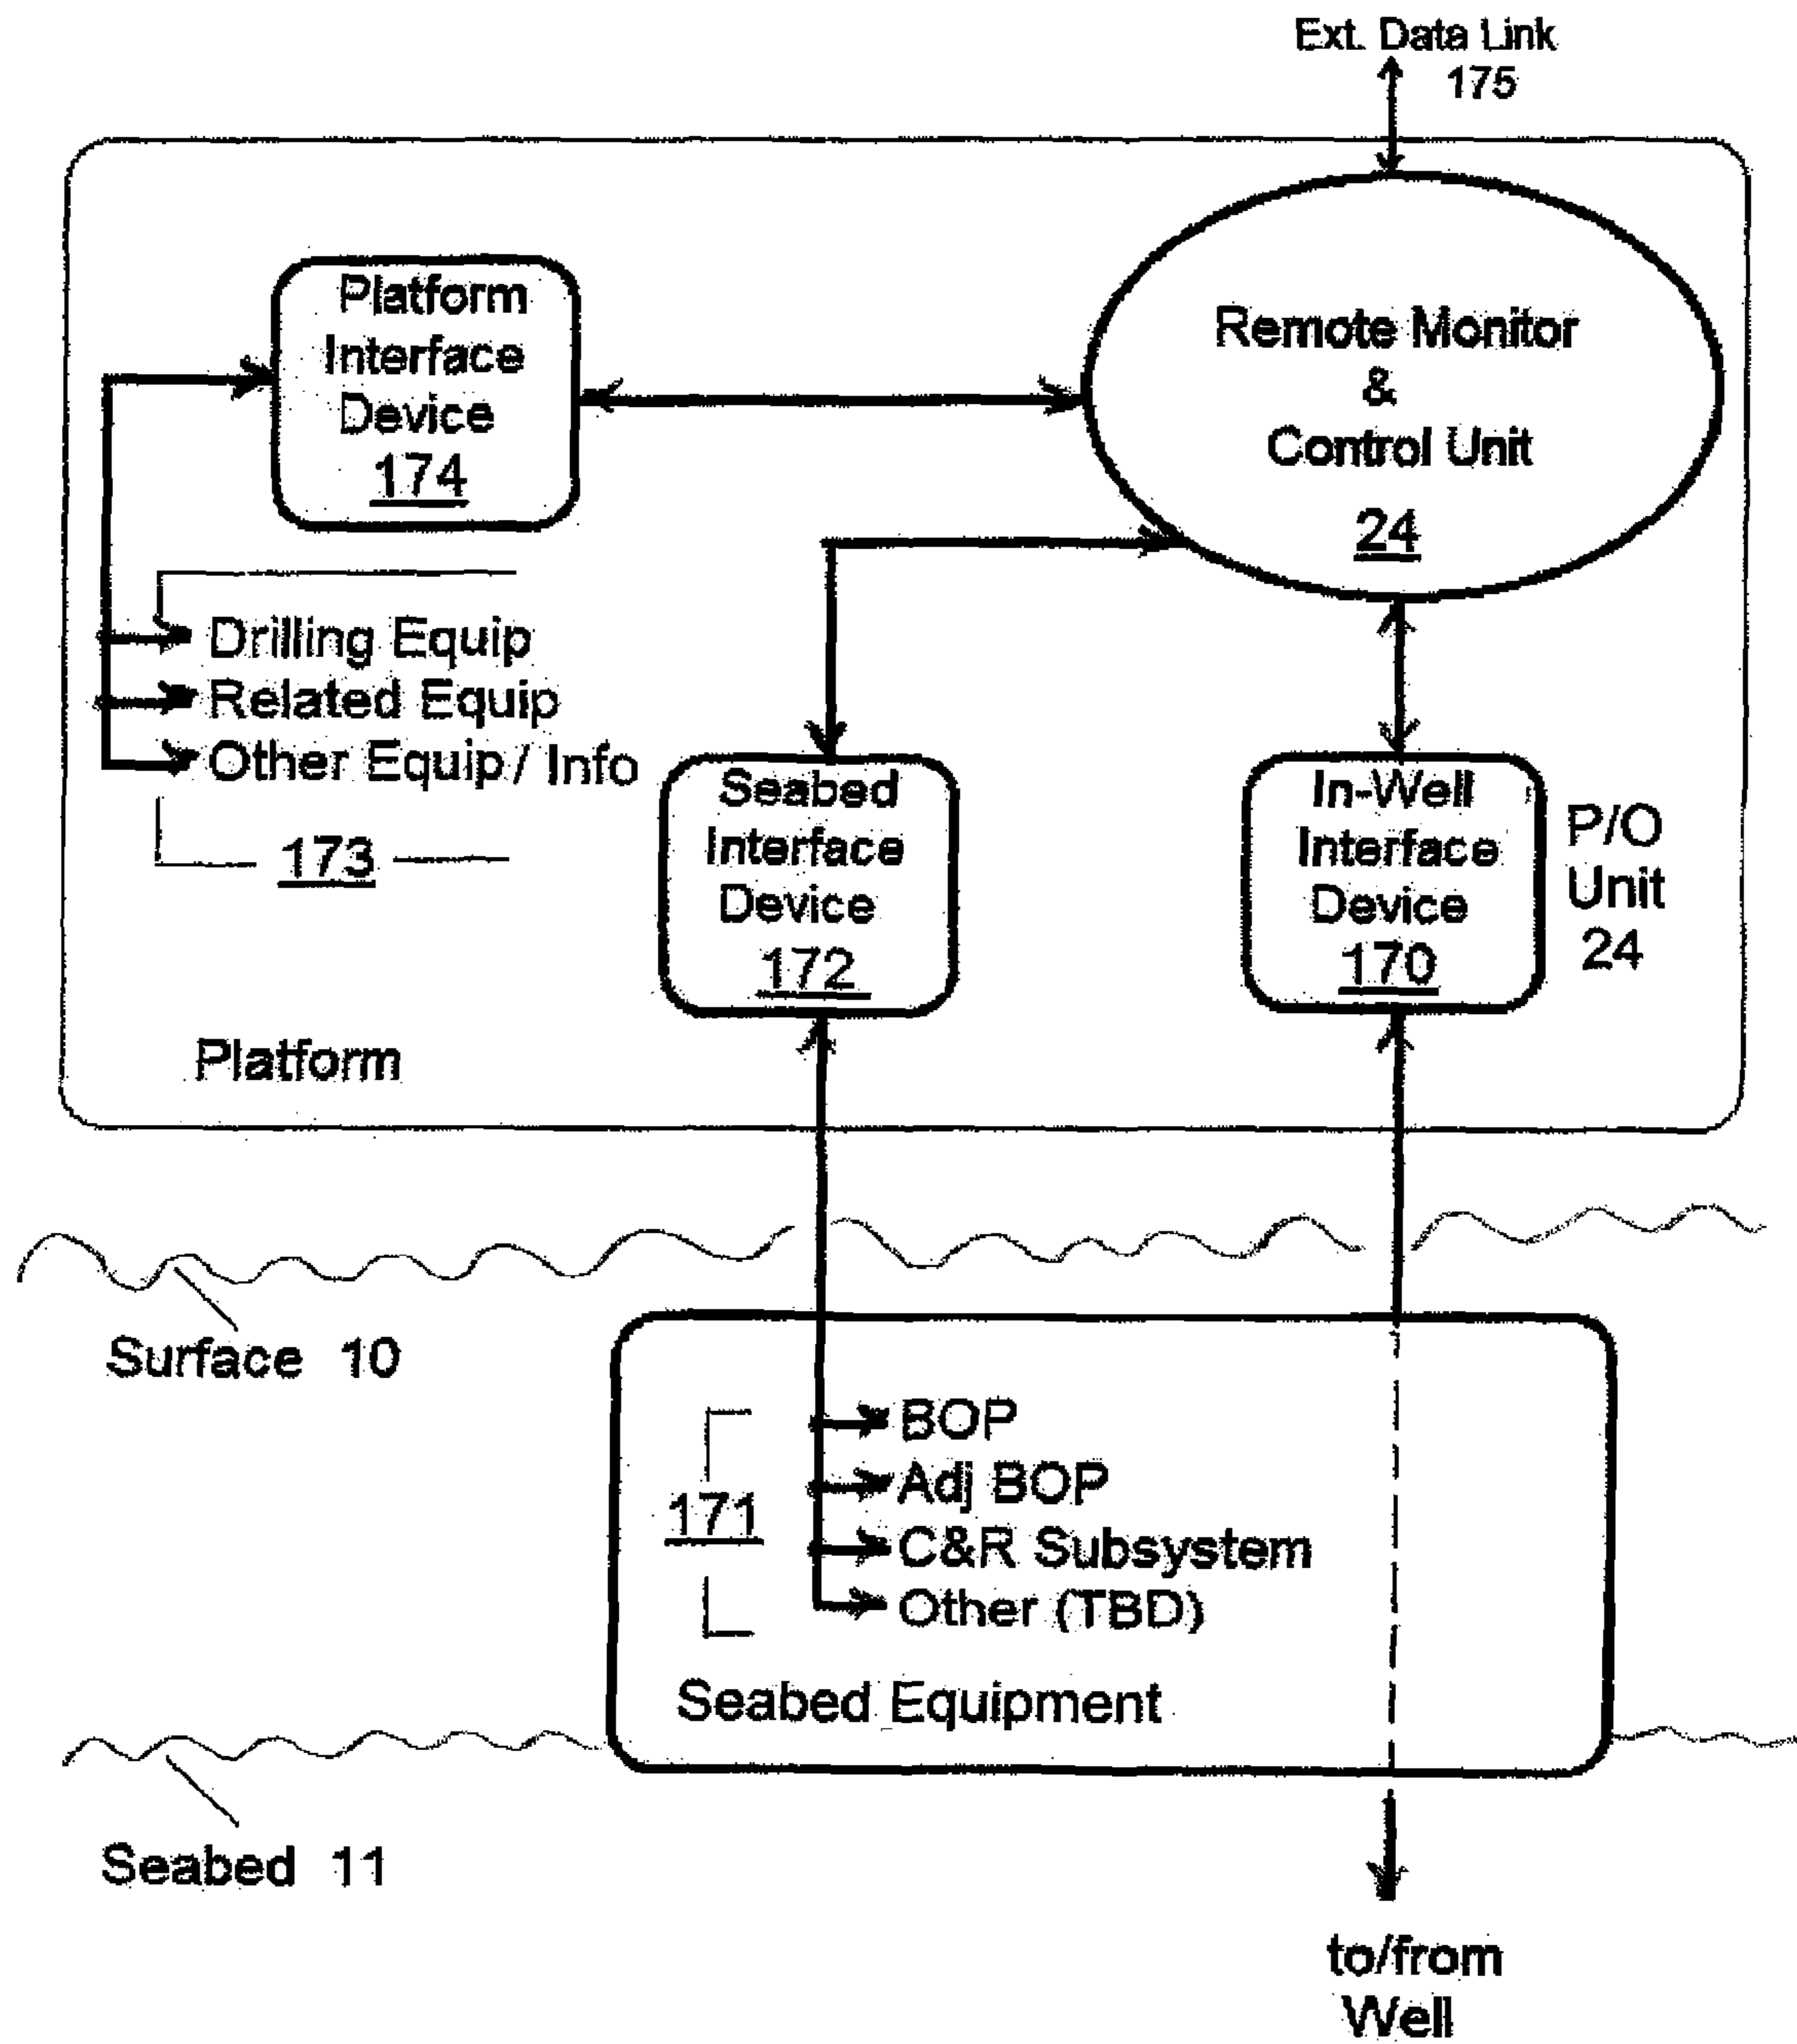 Ext. Data Link
175
Platform
Interface
Device
174
Remote Monitor
&
Control Unit
24
Drilling Equip
Related Equip
Other Equip / Info
173
Seabed
Interface
Device
172
In-Well
Interface
Device
170
P/O
Unit
24
Platform
Surface 10
BOP
Adj BOP
171
C&R Subsystem
Other (TBD)
Seabed Equipment
Seabed 11
to/from
Well